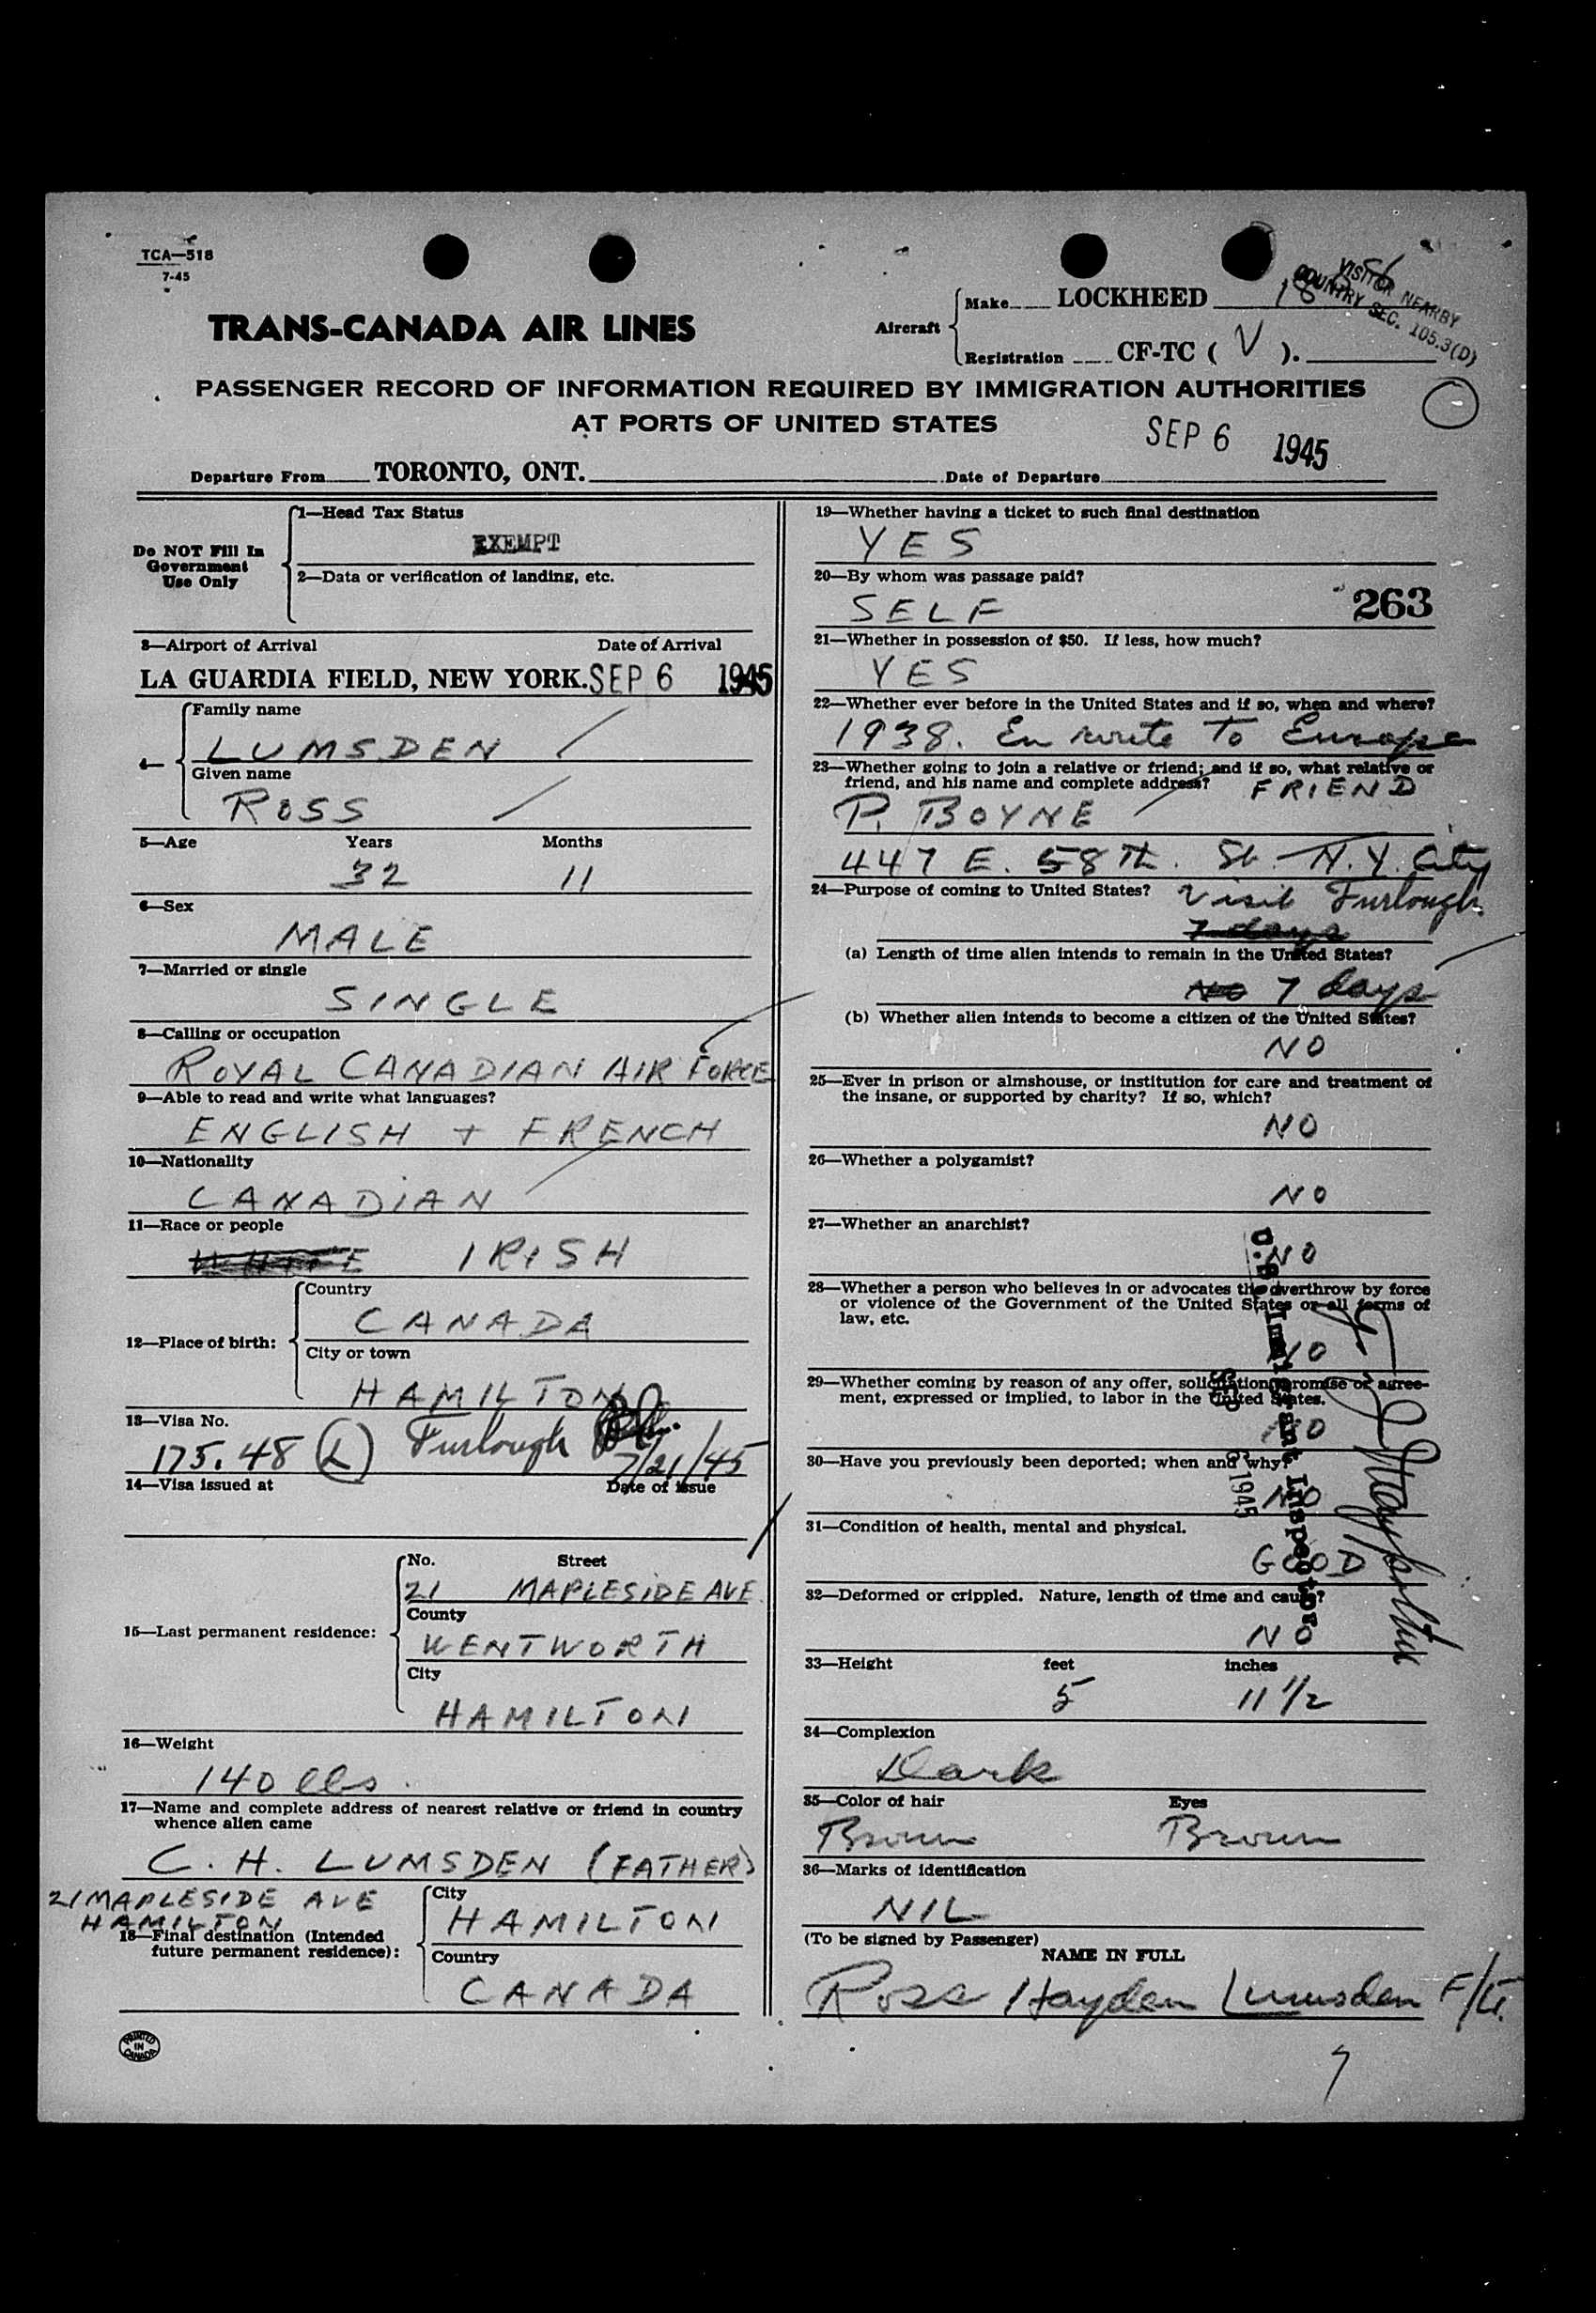 TCA—518
7-45
VISITOR NEARBY
COUNTRY SEC. 105.3(D)
Make LOCKHEED 18
TRANS-CANADA AIR LINES
Aircraft
Registration CF-TC ( V ).
PASSENGER RECORD OF INFORMATION REQUIRED BY IMMIGRATION AUTHORITIES
AT PORTS OF UNITED STATES
SEP 6 1945
Departure From TORONTO, ONT. Date of Departure
Do NOT Fill In
Government
Use Only
1—Head Tax Status
EXEMPT
2—Data or verification of landing, etc.
3—Airport of Arrival Date of Arrival
LA GUARDIA FIELD, NEW YORK. SEP 6 1945
4—
Family name
LUMSDEN
Given name
ROSS
5—Age Years Months
32 11
6—Sex
MALE
7—Married or single
SINGLE
8—Calling or occupation
ROYAL CANADIAN AIR FORCE
9—Able to read and write what languages?
ENGLISH + FRENCH
10—Nationality
CANADIAN
11—Race or people
WHITE IRISH
12—Place of birth:
Country
CANADA
City or town
HAMILTON
13—Visa No.
175.48 (L) Furlough
7/21/45
14—Visa issued at Date of issue
15—Last permanent residence:
No. Street
21 MAPLESIDE AVE.
County
WENTWORTH
City
HAMILTON
16—Weight
140 lbs.
17—Name and complete address of nearest relative or friend in country
whence alien came
C. H. LUMSDEN (FATHER)
21 MAPLESIDE AVE
HAMILTON
18—Final destination (Intended
future permanent residence):
City
HAMILTON
Country
CANADA
PRINTED
IN
CANADA
19—Whether having a ticket to such final destination
YES
20—By whom was passage paid?
SELF 263
21—Whether in possession of $50. If less, how much?
YES
22—Whether ever before in the United States and if so, when and where?
1938. En route To Europe
23—Whether going to join a relative or friend; and if so, what relative or
friend, and his name and complete address? FRIEND
P. BOYNE
447 E. 58 Th. St. N.Y. City
24—Purpose of coming to United States? Visit Furlough.
7 days
(a) Length of time alien intends to remain in the United States?
NO 7 days
(b) Whether alien intends to become a citizen of the United States?
NO
25—Ever in prison or almshouse, or institution for care and treatment of
the insane, or supported by charity? If so, which?
NO
26—Whether a polygamist?
NO
27—Whether an anarchist?
NO
28—Whether a person who believes in or advocates the overthrow by force
or violence of the Government of the United States or all forms of
law, etc.
NO
29—Whether coming by reason of any offer, solicitation, promise or agree-
ment, expressed or implied, to labor in the United States.
NO
30—Have you previously been deported; when and why?
NO
31—Condition of health, mental and physical.
GOOD
32—Deformed or crippled. Nature, length of time and cause?
NO
U.S. Immigrant Inspector
SEP 6 1945
33—Height feet inches
5 11 1/2
34—Complexion
Dark
35—Color of hair Eyes
Brown Brown
36—Marks of identification
NIL
(To be signed by Passenger)
NAME IN FULL
Ross Hayden Lumsden F/Lt.
7